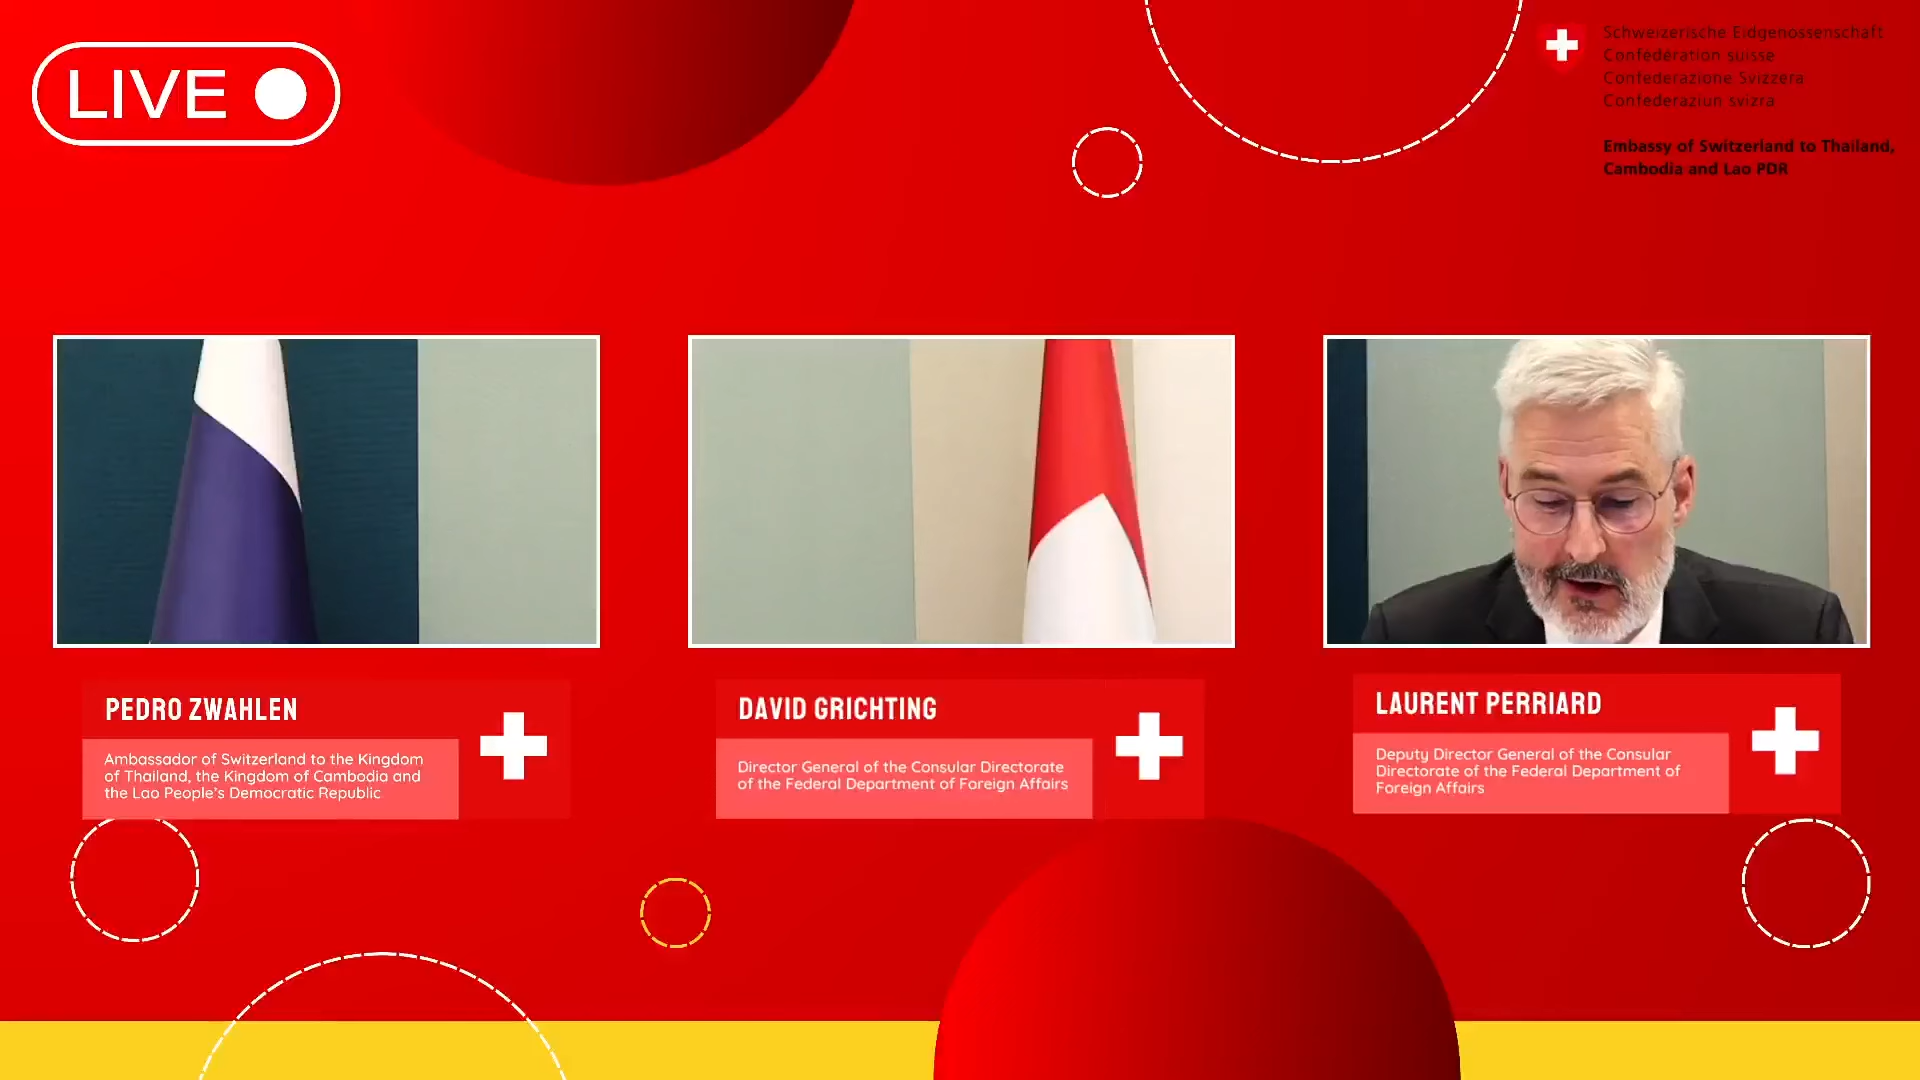 LIVE
Schweizerische Eidgenossenschaft
Confédération suisse
Confederazione Svizzera
Confederaziun svizra
Embassy of Switzerland to Thailand,
Cambodia and Lao PDR
PEDRO ZWAHLEN
Ambassador of Switzerland to the Kingdom
of Thailand, the Kingdom of Cambodia and
the Lao People's Democratic Republic
DAVID GRICHTING
Director General of the Consular Directorate
of the Federal Department of Foreign Affairs
LAURENT PERRIARD
Deputy Director General of the Consular
Directorate of the Federal Department of
Foreign Affairs